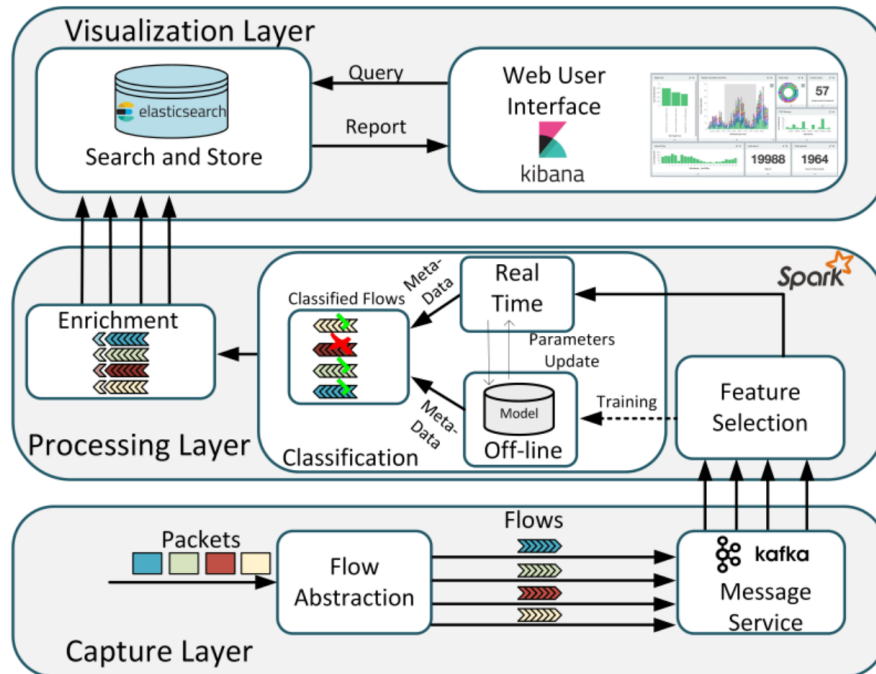 Visualization Layer
elasticsearch
Search and Store
Query
Report
Web User
Interface
kibana
57
19988
1964
Spark
Enrichment
Classified Flows
Meta-
Data
Real
Time
Parameters
Update
Meta-
Data
Model
Off-line
Training
Feature
Selection
Classification
Processing Layer
Packets
Flow
Abstraction
Flows
kafka
Message
Service
Capture Layer